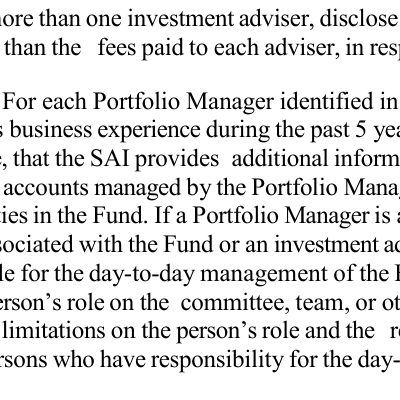 more than one investment adviser, disclose
than the fees paid to each adviser, in res
For each Portfolio Manager identified in
s business experience during the past 5 yea
e, that the SAI provides additional inform
accounts managed by the Portfolio Mana
ties in the Fund. If a Portfolio Manager is a
sociated with the Fund or an investment ad
le for the day-to-day management of the
erson's role on the committee, team, or ot
limitations on the person's role and the r
rsons who have responsibility for the day-